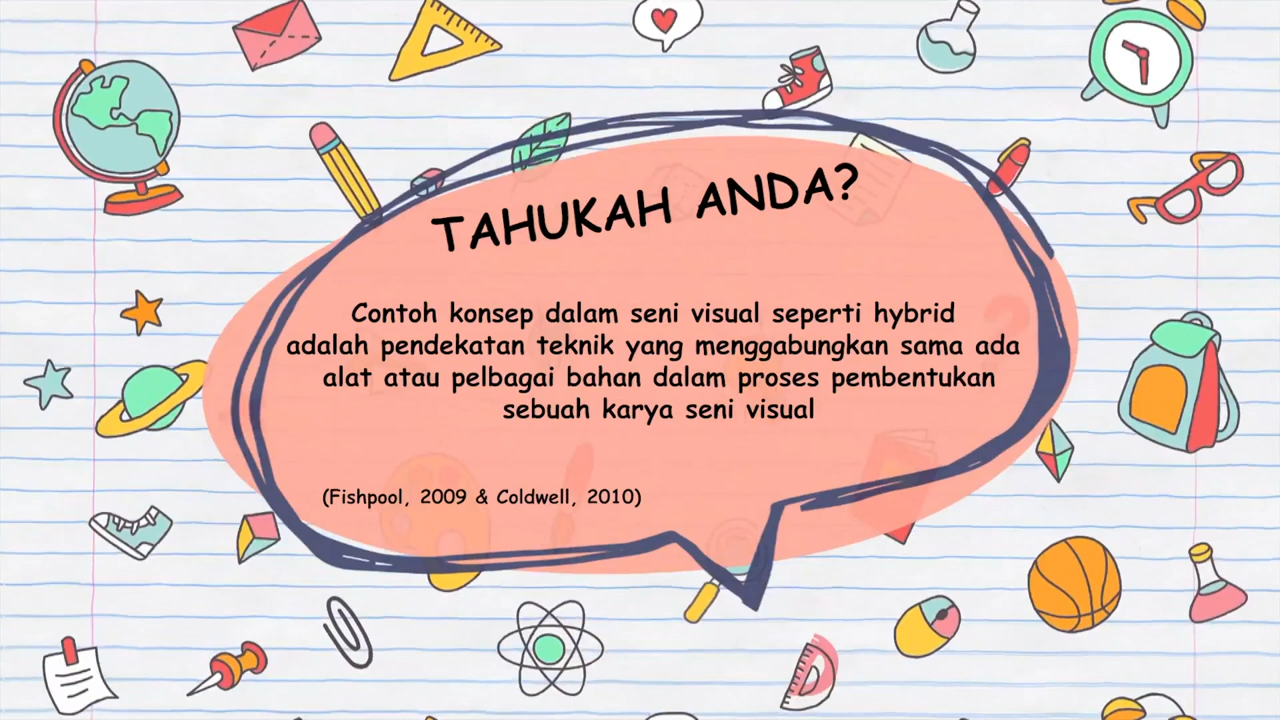 TAHUKAH ANDA?
Contoh konsep dalam seni visual seperti hybrid
adalah pendekatan teknik yang menggabungkan sama ada
alat atau pelbagai bahan dalam proses pembentukan
sebuah karya seni visual
(Fishpool, 2009 & Coldwell, 2010)